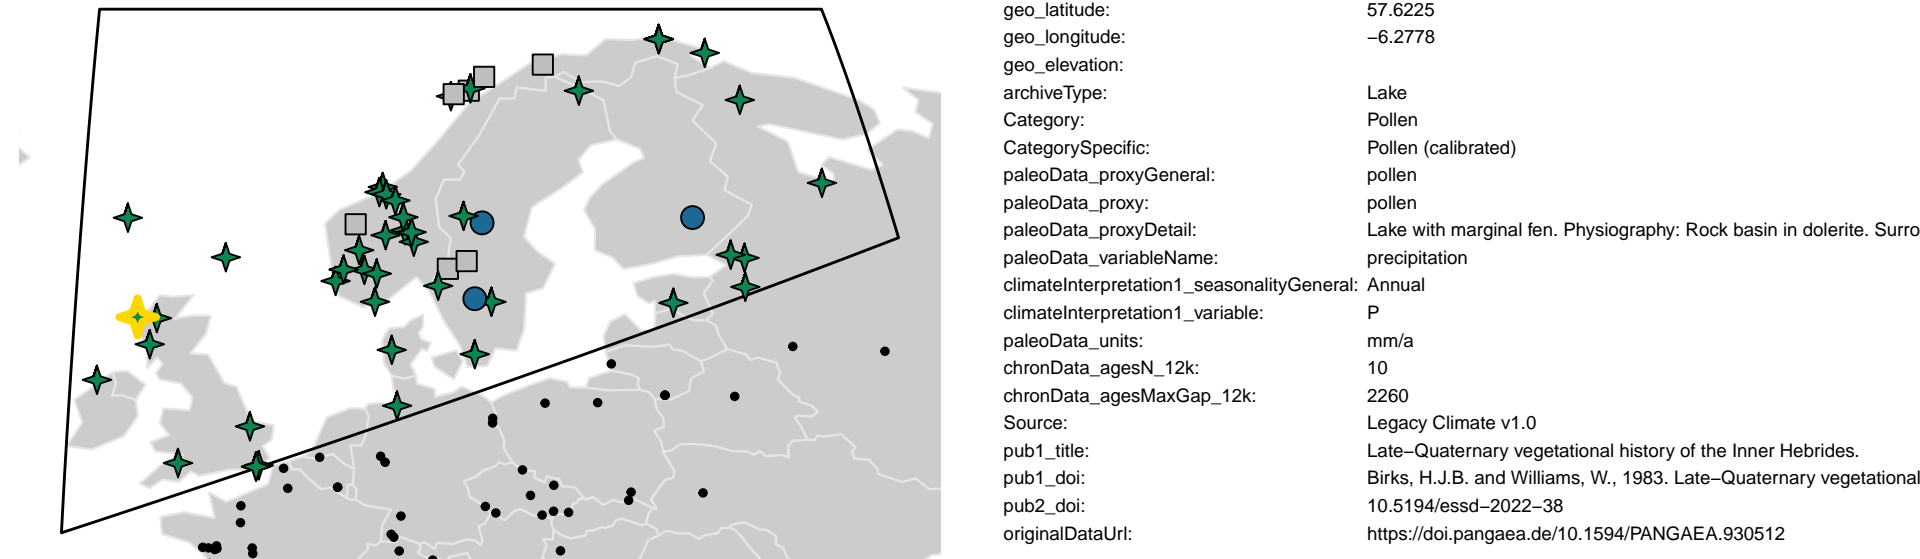 geo_latitude: 57.6225
geo_longitude: −6.2778
geo_elevation:
archiveType: Lake
Category: Pollen
CategorySpecific: Pollen (calibrated)
paleoData_proxyGeneral: pollen
paleoData_proxy: pollen
paleoData_proxyDetail: Lake with marginal fen. Physiography: Rock basin in dolerite. Surro
paleoData_variableName: precipitation
climateInterpretation1_seasonalityGeneral: Annual
climateInterpretation1_variable: P
paleoData_units: mm/a
chronData_agesN_12k: 10
chronData_agesMaxGap_12k: 2260
Source: Legacy Climate v1.0
pub1_title: Late−Quaternary vegetational history of the Inner Hebrides.
pub1_doi: Birks, H.J.B. and Williams, W., 1983. Late−Quaternary vegetational
pub2_doi: 10.5194/essd−2022−38
originalDataUrl: https://doi.pangaea.de/10.1594/PANGAEA.930512